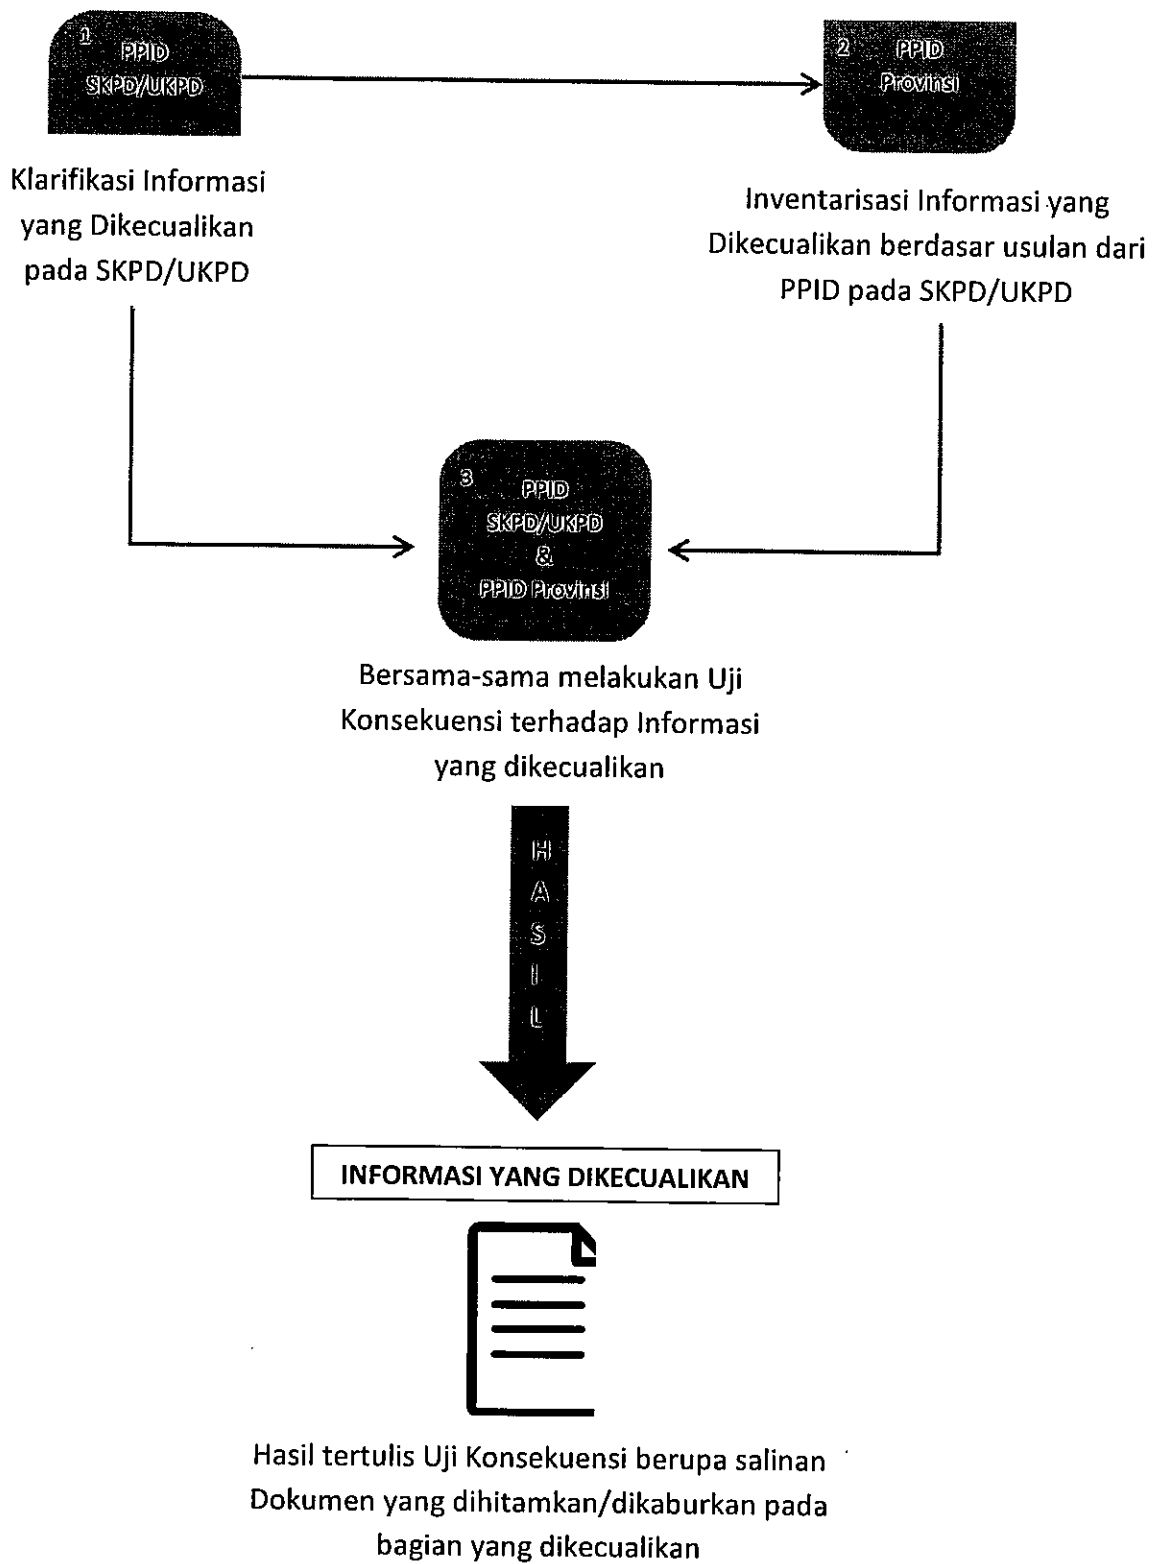 1
PPID
SKPD/UKPD
2
PPID
Provinsi
Klarifikasi Informasi
yang Dikecualikan
pada SKPD/UKPD
Inventarisasi Informasi yang
Dikecualikan berdasar usulan dari
PPID pada SKPD/UKPD
3
PPID
SKPD/UKPD
&
PPID Provinsi
Bersama-sama melakukan Uji
Konsekuensi terhadap Informasi
yang dikecualikan
H
A
S
I
L
INFORMASI YANG DIKECUALIKAN
Hasil tertulis Uji Konsekuensi berupa salinan
Dokumen yang dihitamkan/dikaburkan pada
bagian yang dikecualikan